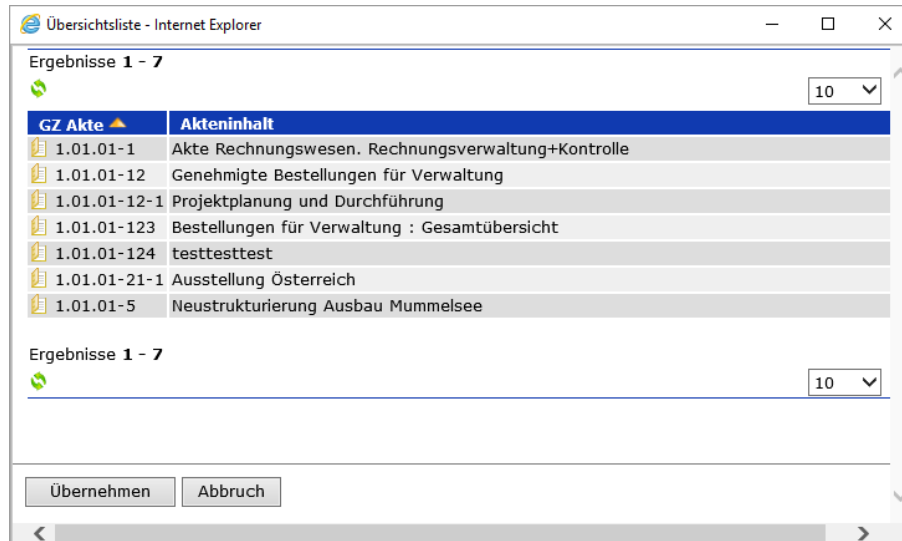 Übersichtsliste - Internet Explorer
Ergebnisse 1 - 7
10
GZ Akte Akteninhalt
1.01.01-1 Akte Rechnungswesen. Rechnungsverwaltung+Kontrolle
1.01.01-12 Genehmigte Bestellungen für Verwaltung
1.01.01-12-1 Projektplanung und Durchführung
1.01.01-123 Bestellungen für Verwaltung : Gesamtübersicht
1.01.01-124 testtesttest
1.01.01-21-1 Ausstellung Österreich
1.01.01-5 Neustrukturierung Ausbau Mummelsee
Ergebnisse 1 - 7
10
Übernehmen Abbruch